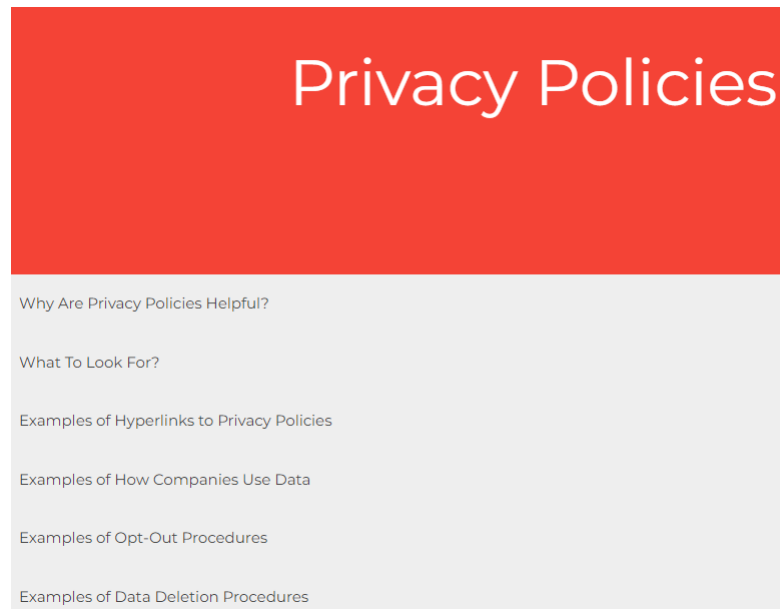 Privacy Policies
Why Are Privacy Policies Helpful?
What To Look For?
Examples of Hyperlinks to Privacy Policies
Examples of How Companies Use Data
Examples of Opt-Out Procedures
Examples of Data Deletion Procedures